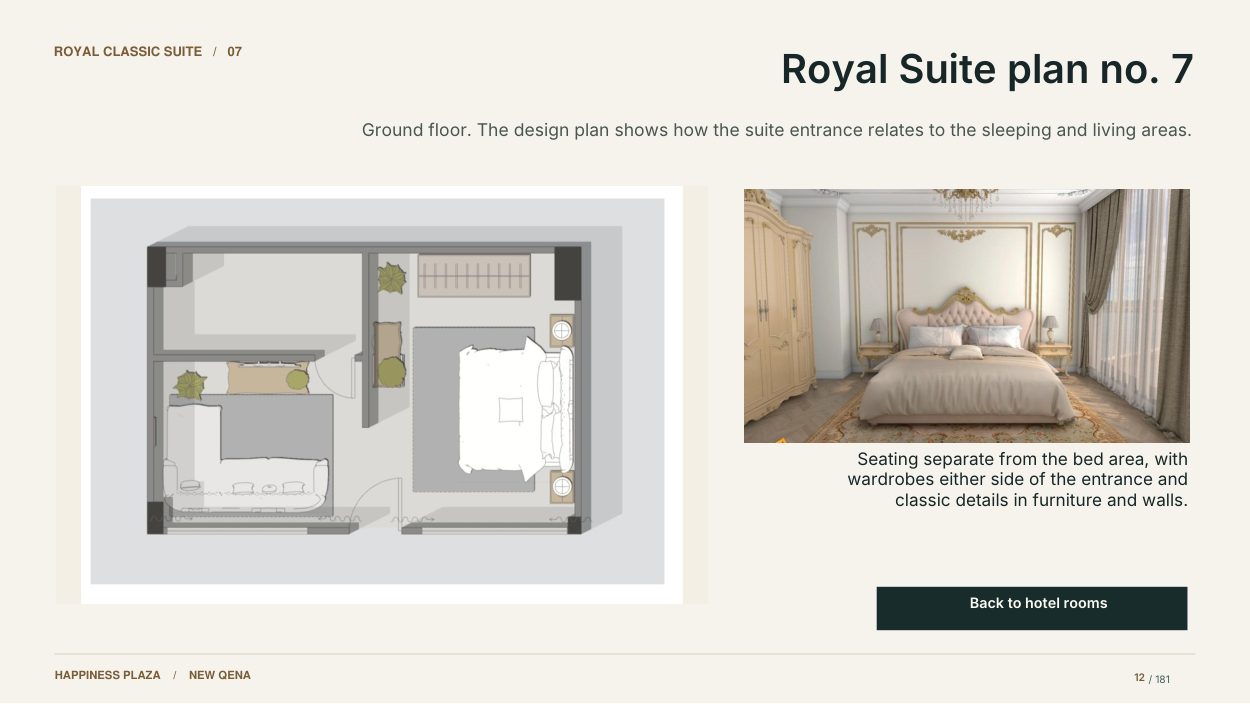 ROYAL CLASSIC SUITE / 07
Royal Suite plan no. 7
Ground floor. The design plan shows how the suite entrance relates to the sleeping and living areas.
Seating separate from the bed area, with
wardrobes either side of the entrance and
classic details in furniture and walls.
Back to hotel rooms
HAPPINESS PLAZA / NEW QENA
12 / 181